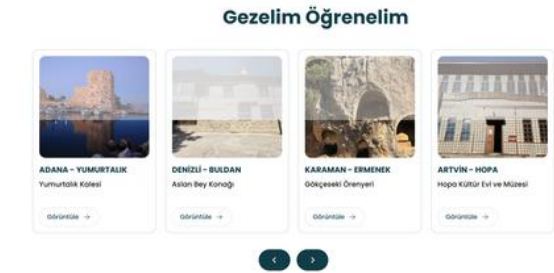 Gezelim Öğrenelim
ADANA - YUMURTALIK
Yumurtalık Kalesi
Görüntüle →
DENİZLİ - BULDAN
Aslan Bey Konağı
Görüntüle →
KARAMAN - ERMENEK
Gökçeseki Örenyeri
Görüntüle →
ARTVİN - HOPA
Hopa Kültür Evi ve Müzesi
Görüntüle →